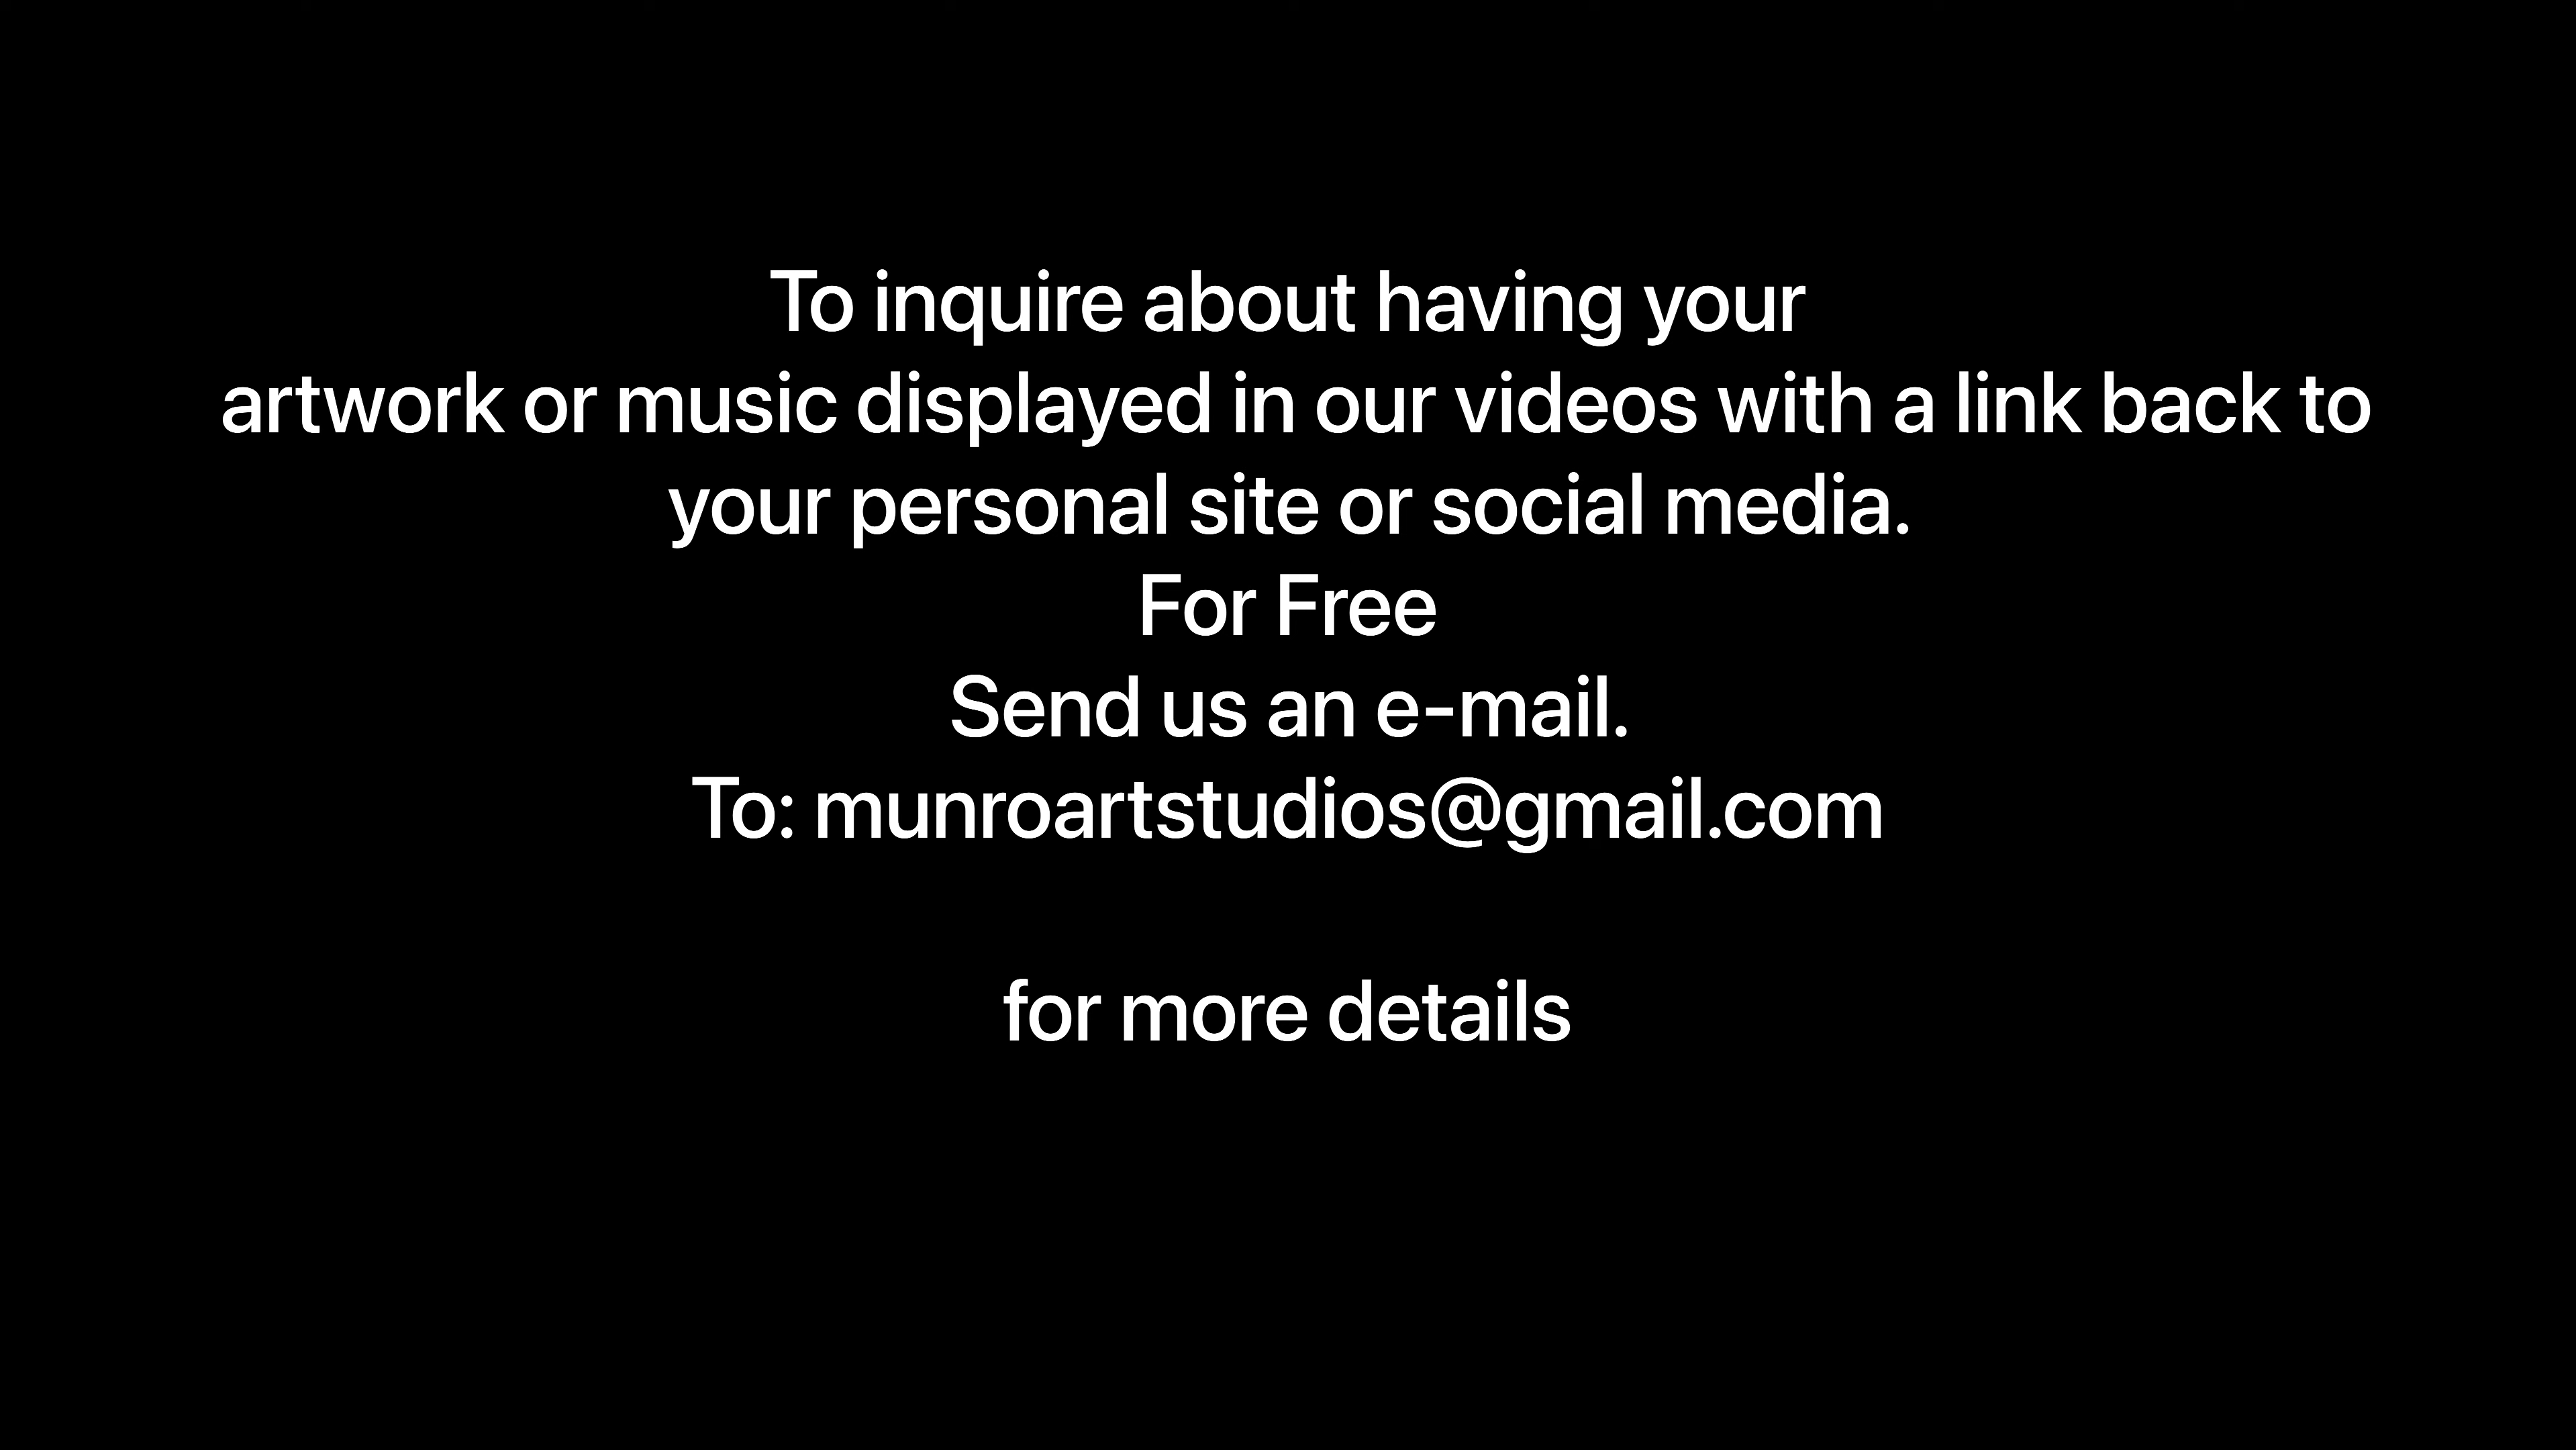 To inquire about having your
artwork or music displayed in our videos with a link back to
your personal site or social media.
For Free
Send us an e-mail.
To: munroartstudios@gmail.com
for more details